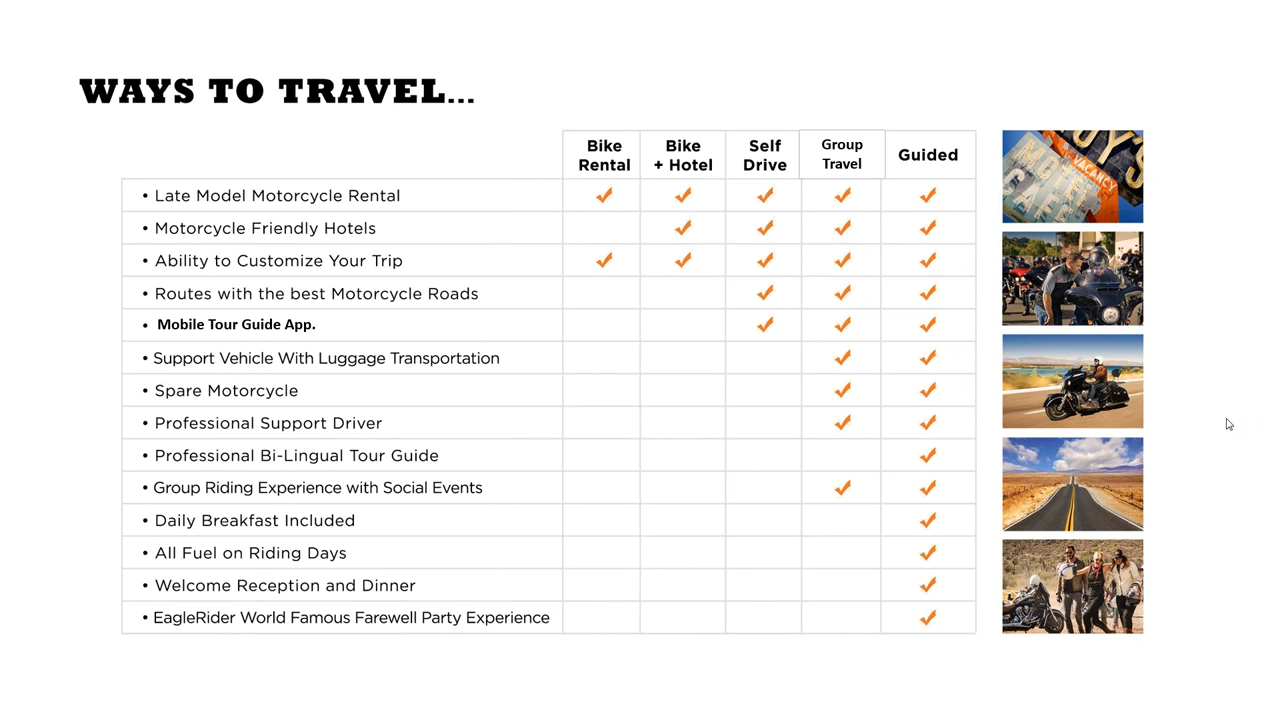 WAYS TO TRAVEL...
Bike Rental Bike + Hotel Self Drive Group Travel Guided
• Late Model Motorcycle Rental ✓ ✓ ✓ ✓ ✓
• Motorcycle Friendly Hotels ✓ ✓ ✓ ✓
• Ability to Customize Your Trip ✓ ✓ ✓ ✓ ✓
• Routes with the best Motorcycle Roads ✓ ✓ ✓
• Mobile Tour Guide App. ✓ ✓ ✓
• Support Vehicle With Luggage Transportation ✓ ✓
• Spare Motorcycle ✓ ✓
• Professional Support Driver ✓ ✓
• Professional Bi-Lingual Tour Guide ✓
• Group Riding Experience with Social Events ✓ ✓
• Daily Breakfast Included ✓
• All Fuel on Riding Days ✓
• Welcome Reception and Dinner ✓
• EagleRider World Famous Farewell Party Experience ✓
VACANCY